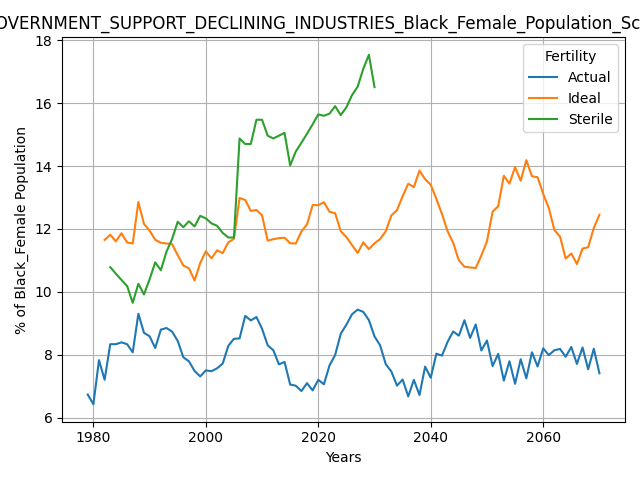 OVERNMENT_SUPPORT_DECLINING_INDUSTRIES_Black_Female_Population_Sc
18
16
14
12
10
8
6
% of Black_Female Population
Fertility
Actual
Ideal
Sterile
1980
2000
2020
2040
2060
Years